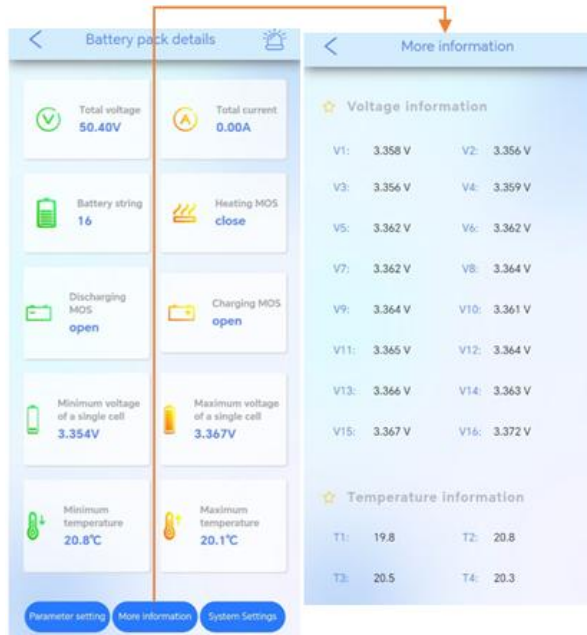 Battery pack details
Total voltage
50.40V
Total current
0.00A
Battery string
16
Heating MOS
close
Discharging
MOS
open
Charging MOS
open
Minimum voltage
of a single cell
3.354V
Maximum voltage
of a single cell
3.367V
Minimum
temperature
20.8°C
Maximum
temperature
20.1°C
Parameter setting
More Information
System Settings
More information
Voltage information
V1: 3.358 V V2: 3.356 V
V3: 3.356 V V4: 3.359 V
V5: 3.362 V V6: 3.362 V
V7: 3.362 V V8: 3.364 V
V9: 3.364 V V10: 3.361 V
V11: 3.365 V V12: 3.364 V
V13: 3.366 V V14: 3.363 V
V15: 3.367 V V16: 3.372 V
Temperature information
T1: 19.8 T2: 20.8
T3: 20.5 T4: 20.3